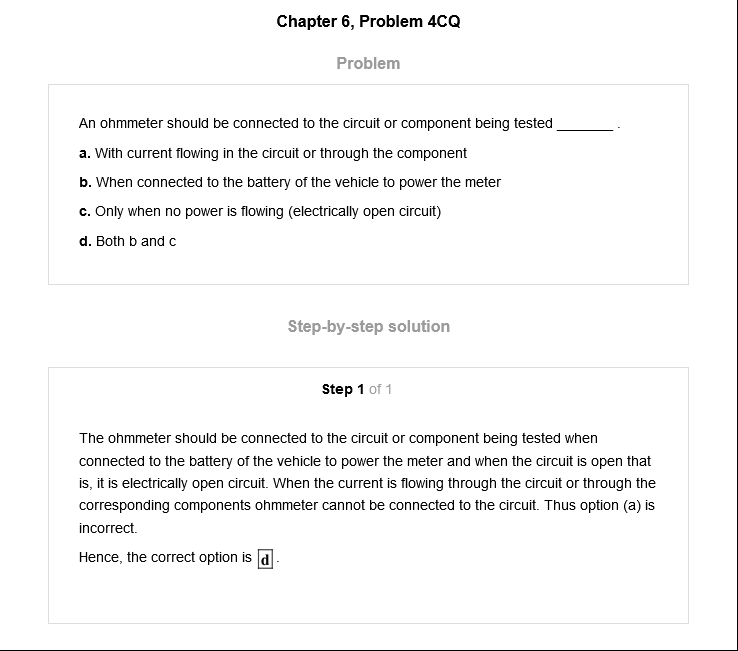 Chapter 6, Problem 4CQ
Problem
An ohmmeter should be connected to the circuit or component being tested _______ .
a. With current flowing in the circuit or through the component
b. When connected to the battery of the vehicle to power the meter
c. Only when no power is flowing (electrically open circuit)
d. Both b and c
Step-by-step solution
Step 1 of 1
The ohmmeter should be connected to the circuit or component being tested when
connected to the battery of the vehicle to power the meter and when the circuit is open that
is, it is electrically open circuit. When the current is flowing through the circuit or through the
corresponding components ohmmeter cannot be connected to the circuit. Thus option (a) is
incorrect.
Hence, the correct option is d .